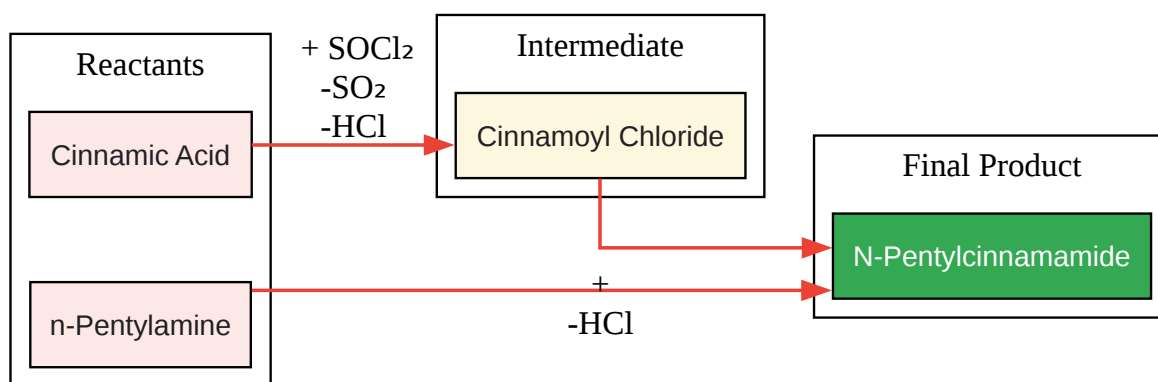 Reactants
Cinnamic Acid
n-Pentylamine
+ SOCl₂
-SO₂
-HCl
Intermediate
Cinnamoyl Chloride
+
-HCl
Final Product
N-Pentylcinnamamide